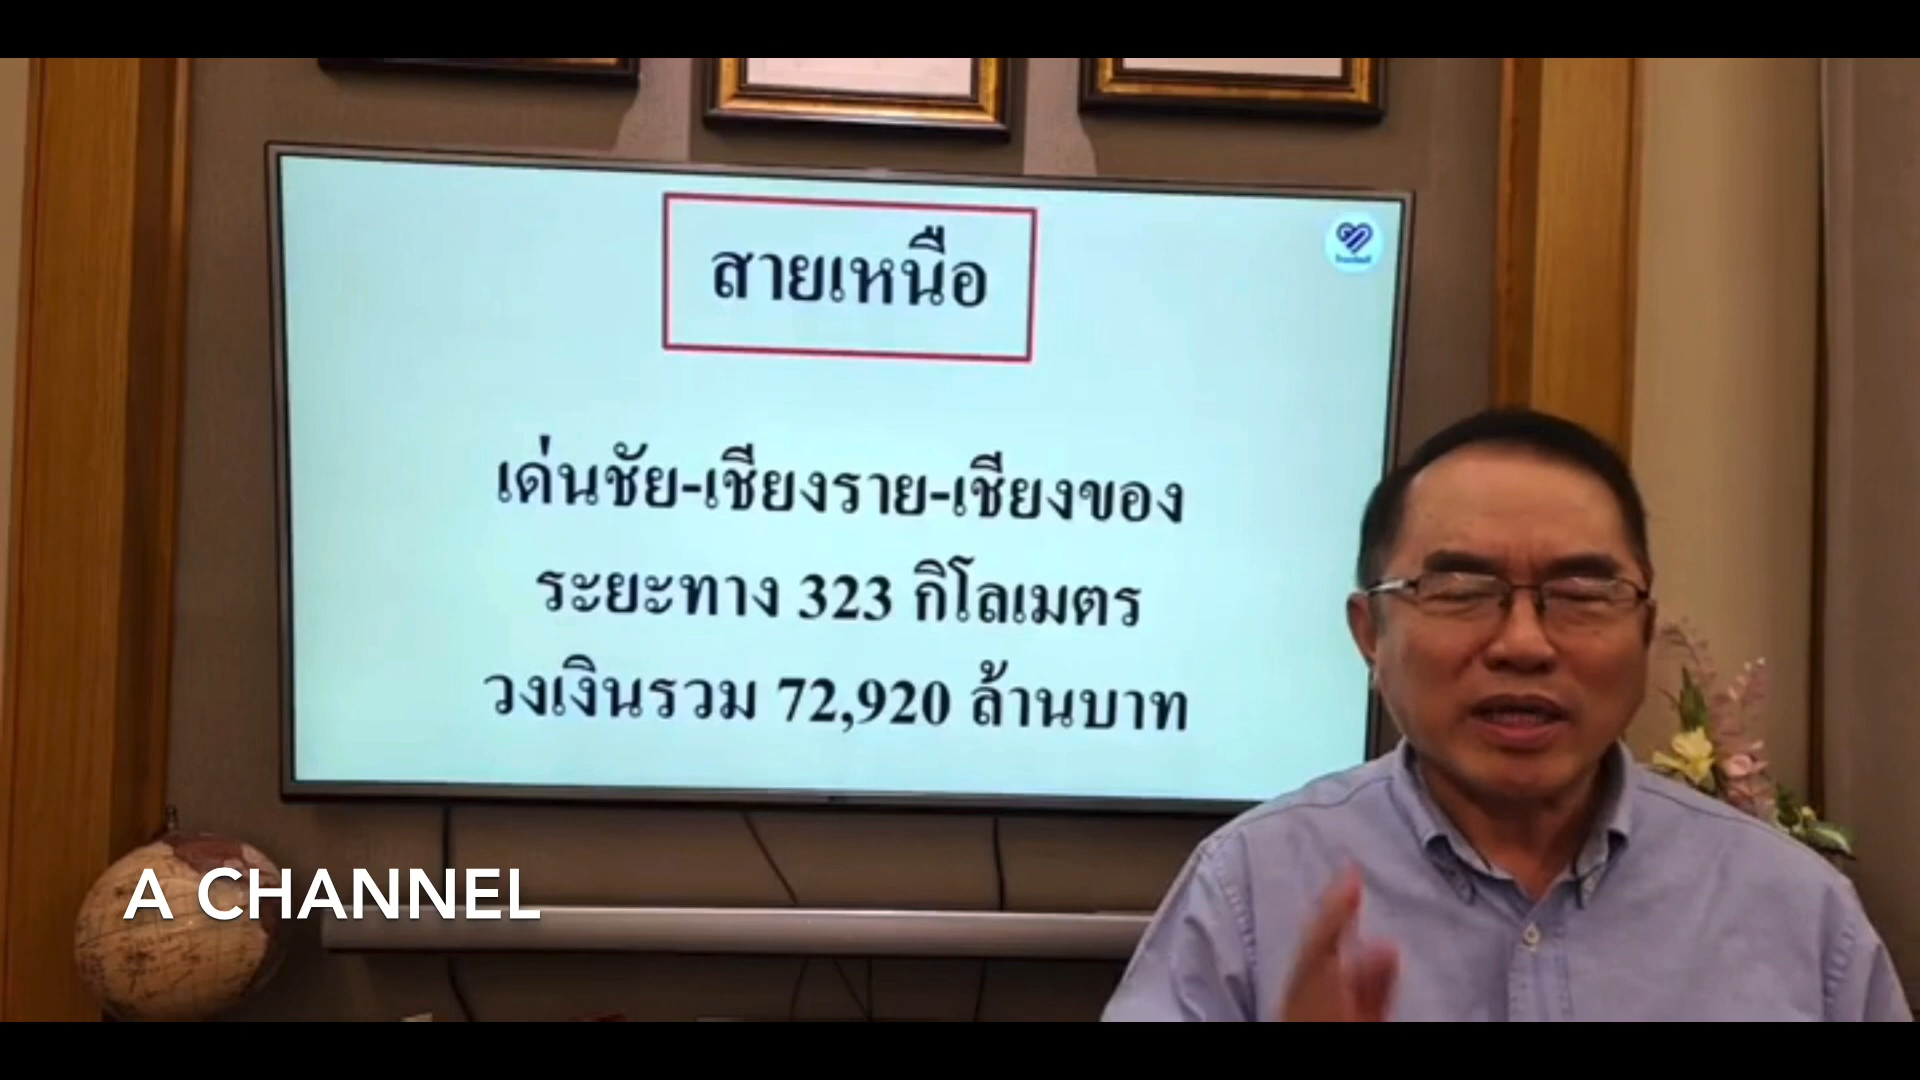 สายเหนือ
เด่นชัย-เชียงราย-เชียงของ
ระยะทาง 323 กิโลเมตร
วงเงินรวม 72,920 ล้านบาท
A CHANNEL